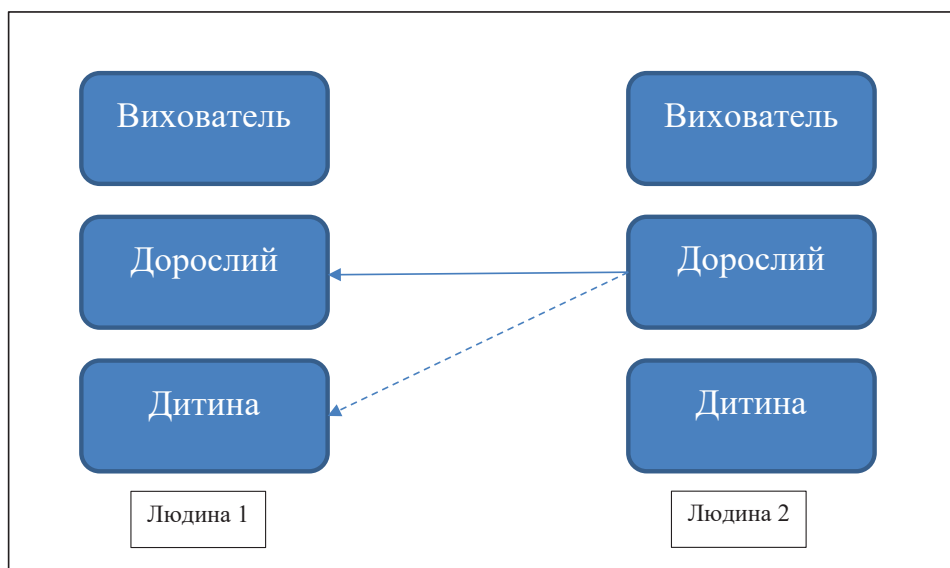 Вихователь
Вихователь
Дорослий
Дорослий
Дитина
Дитина
Людина 1
Людина 2